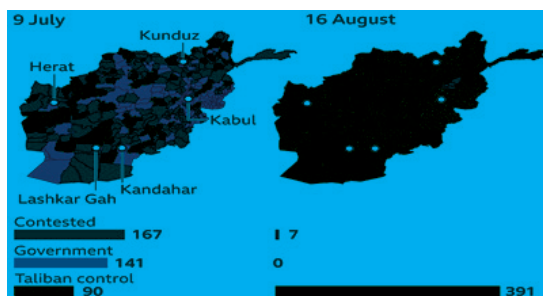 9 July
16 August
Kunduz
Herat
Kabul
Lashkar Gah
Kandahar
Contested
167
7
Government
141
0
Taliban control
90
391